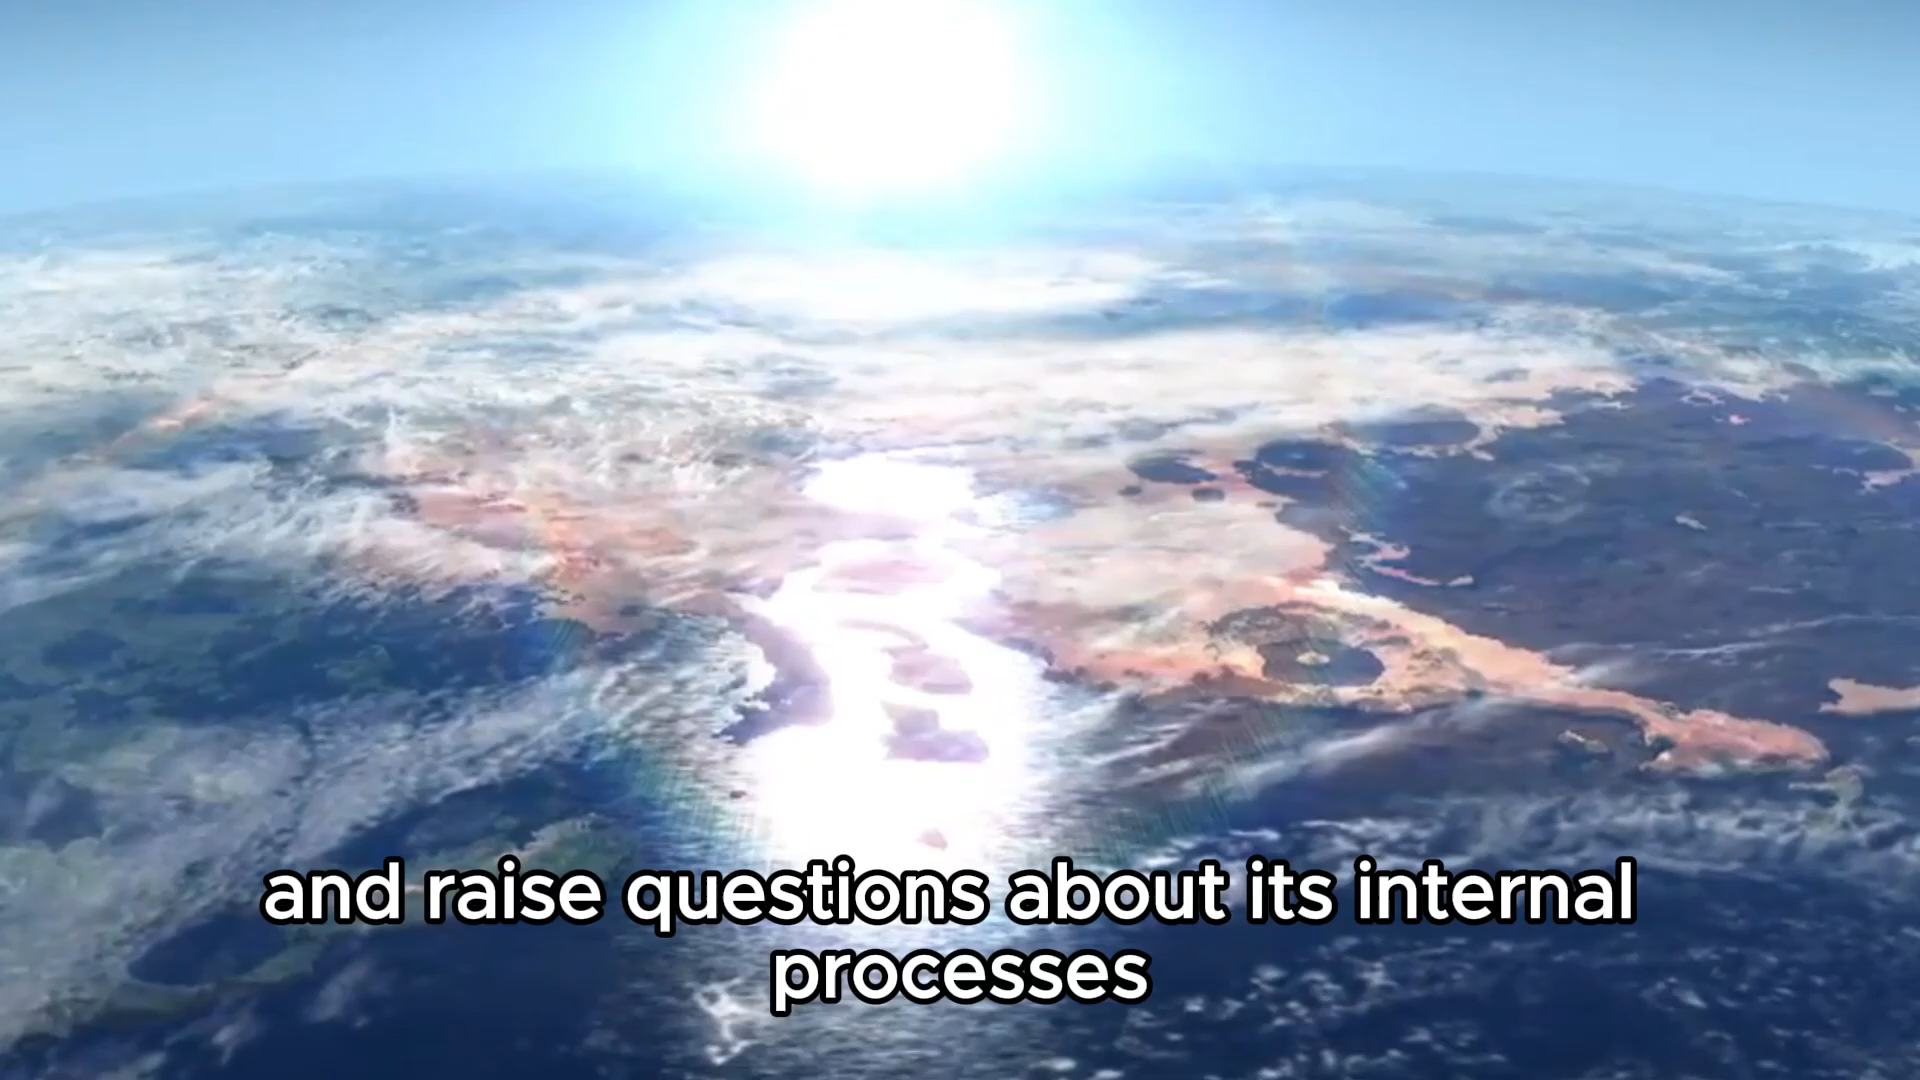 and raise questions about its internal
processes